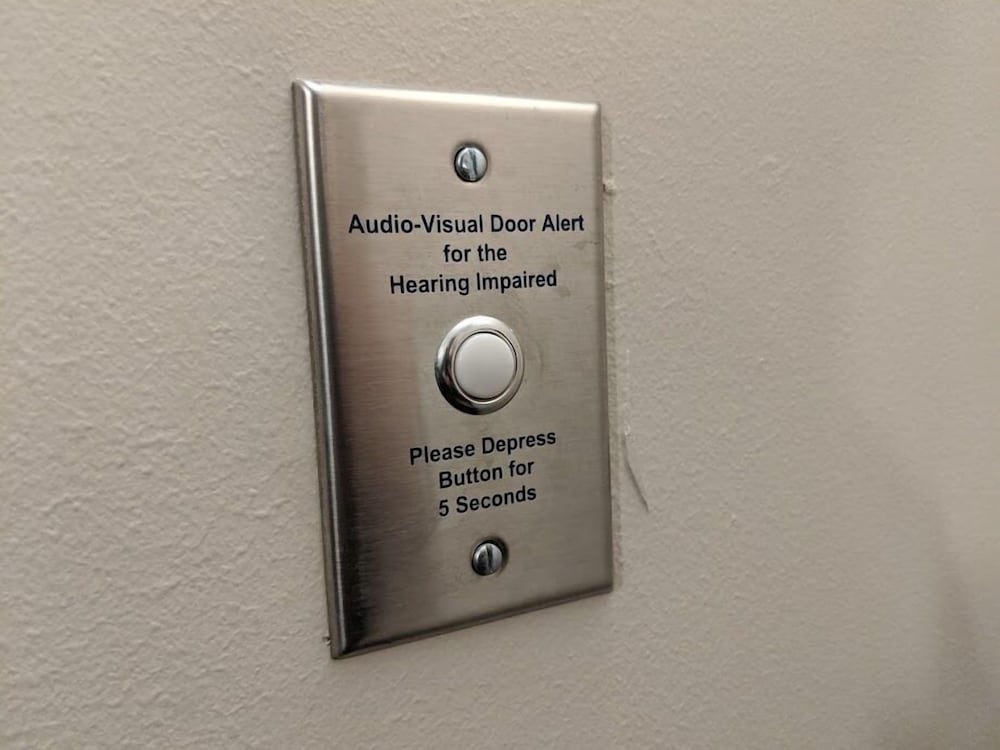 Audio-Visual Door Alert
for the
Hearing Impaired
Please Depress
Button for
5 Seconds